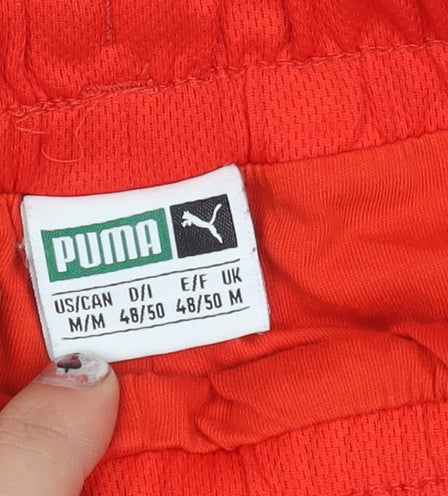 PUMA
US/CAN D/I E/F UK
M/M 48/50 48/50 M